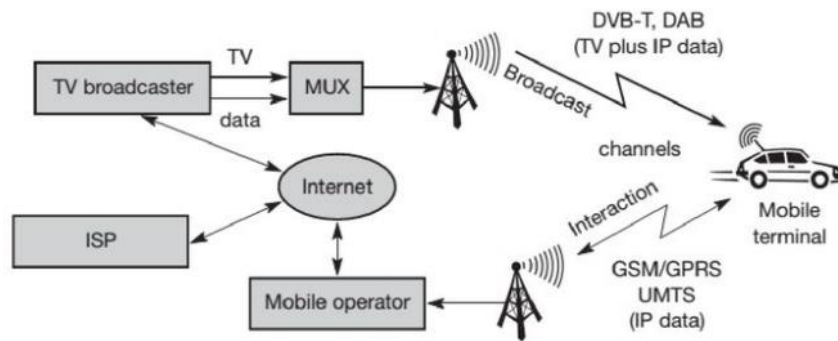 DVB-T, DAB
(TV plus IP data)
TV
TV broadcaster
MUX
data
Broadcast
channels
Internet
Interaction
Mobile
terminal
ISP
GSM/GPRS
UMTS
(IP data)
Mobile operator